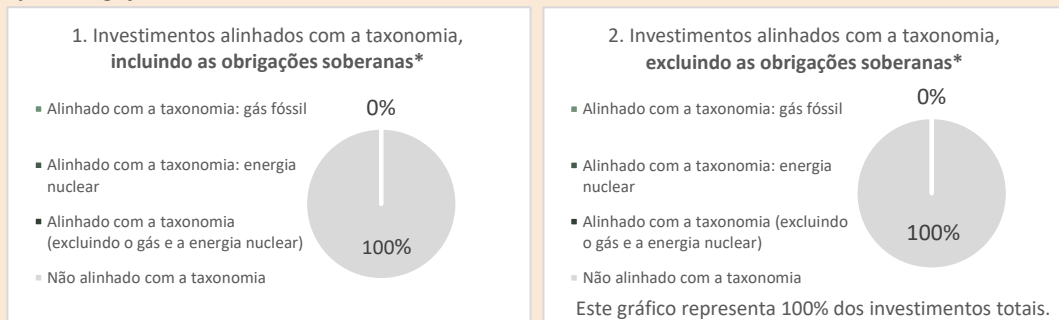 1. Investimentos alinhados com a taxonomia,
incluindo as obrigações soberanas*
Alinhado com a taxonomia: gás fóssil
0%
Alinhado com a taxonomia: energia
nuclear
Alinhado com a taxonomia
(excluindo o gás e a energia nuclear)
100%
Não alinhado com a taxonomia
2. Investimentos alinhados com a taxonomia,
excluindo as obrigações soberanas*
Alinhado com a taxonomia: gás fóssil
0%
Alinhado com a taxonomia: energia
nuclear
Alinhado com a taxonomia (excluindo
o gás e a energia nuclear)
100%
Não alinhado com a taxonomia
Este gráfico representa 100% dos investimentos totais.